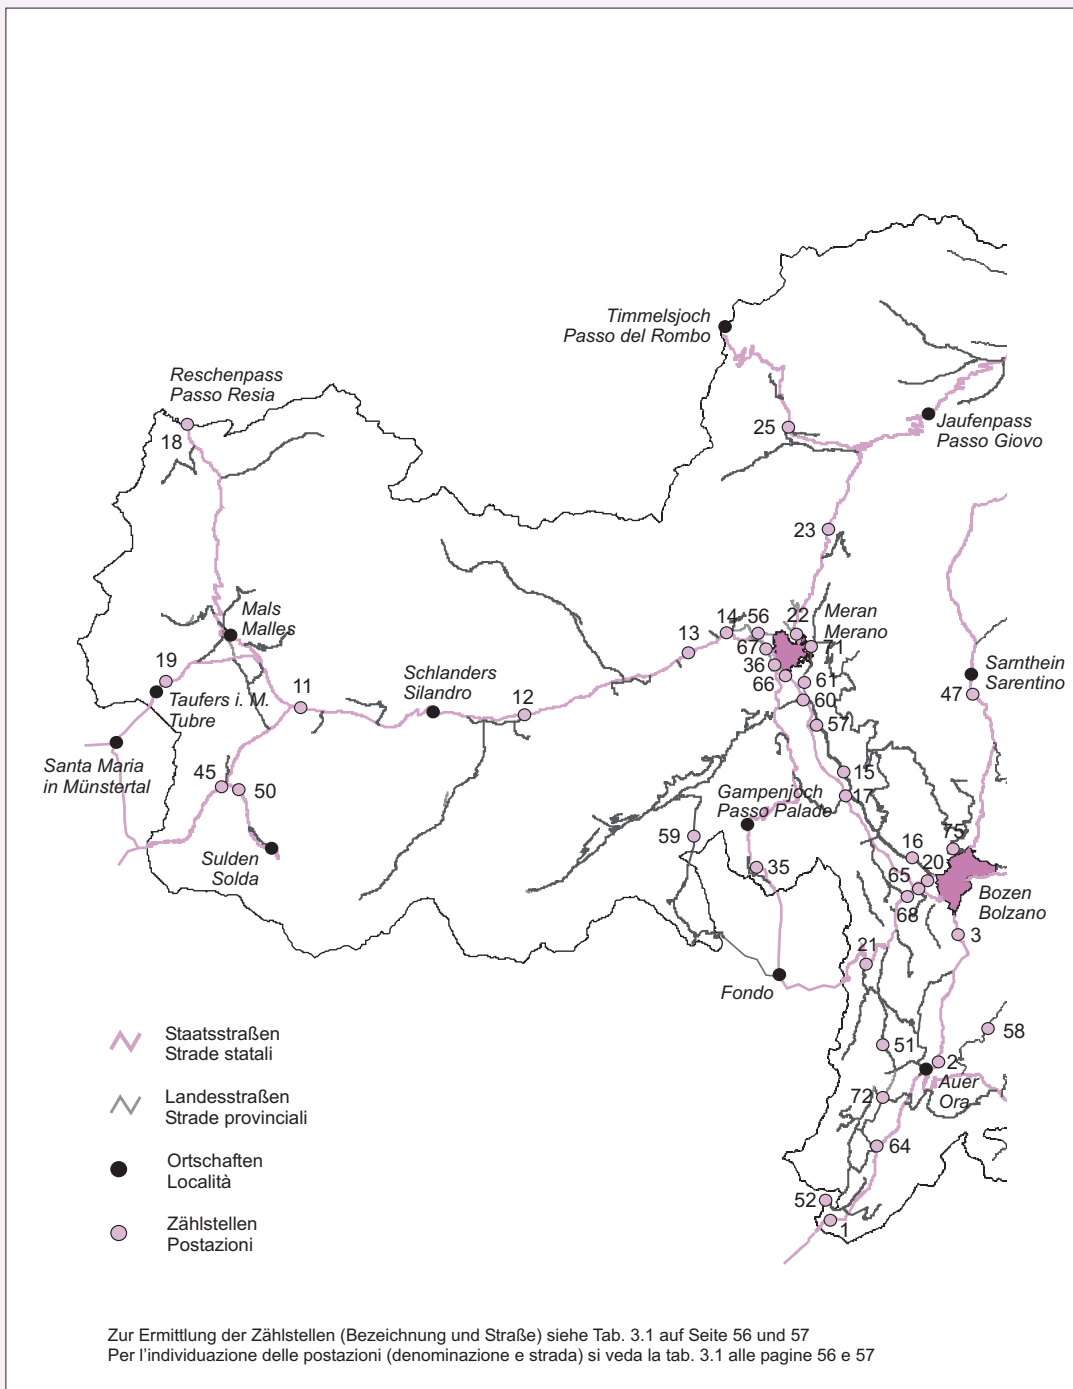 Timmelsjoch
Passo del Rombo
Reschenpass
Passo Resia
18
25
Jaufenpass
Passo Giovo
23
Mals
Malles
14
56
22
Meran
Merano
13
67
71
36
66
61
60
57
19
Taufers i. M.
Tubre
11
Schlanders
Silandro
12
Sarnthein
Sarentino
47
Santa Maria
in Münstertal
45
50
15
17
Gampenjoch
Passo Palade
59
35
16
75
20
65
68
Bozen
Bolzano
3
Sulden
Solda
21
Fondo
58
51
2
Auer
Ora
72
64
52
1
Staatsstraßen
Strade statali
Landesstraßen
Strade provinciali
Ortschaften
Località
Zählstellen
Postazioni
Zur Ermittlung der Zählstellen (Bezeichnung und Straße) siehe Tab. 3.1 auf Seite 56 und 57
Per l'individuazione delle postazioni (denominazione e strada) si veda la tab. 3.1 alle pagine 56 e 57